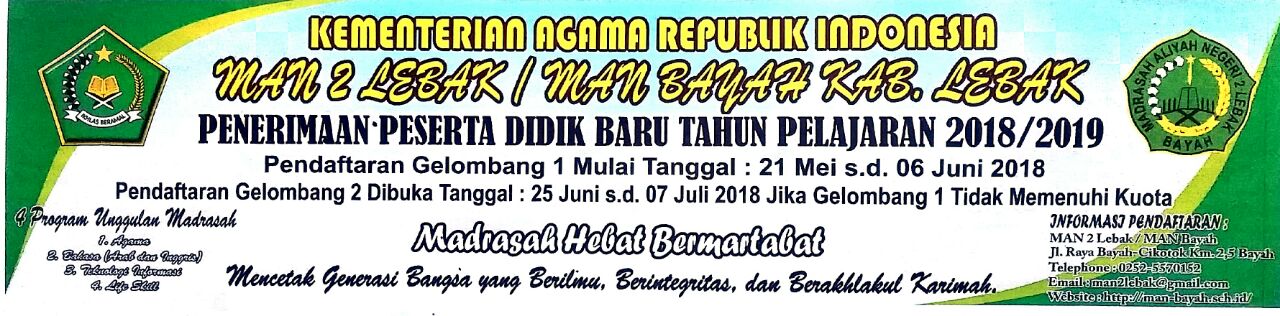 KEMENTERIAN AGAMA REPUBLIK INDONESIA
MAN 2 LEBAK / MAN BAYAH KAB. LEBAK
PENERIMAAN PESERTA DIDIK BARU TAHUN PELAJARAN 2018/2019
Pendaftaran Gelombang 1 Mulai Tanggal : 21 Mei s.d. 06 Juni 2018
Pendaftaran Gelombang 2 Dibuka Tanggal : 25 Juni s.d. 07 Juli 2018 Jika Gelombang 1 Tidak Memenuhi Kuota
IKHLAS BERAMAL
MADRASAH ALIYAH NEGERI 2 LEBAK
BAYAH
4 Program Unggulan Madrasah
1. Agama
2. Bahasa (Arab dan Inggris)
3. Teknologi Informasi
4. Life Skill
Madrasah Hebat Bermartabat
Mencetak Generasi Bangsa yang Berilmu, Berintegritas, dan Berakhlakul Karimah.
INFORMASI PENDAFTARAN :
MAN 2 Lebak / MAN Bayah
Jl. Raya Bayah-Cikotok Km. 2,5 Bayah
Telephone : 0252-5570152
Email : man2lebak@gmail.com
Website : http://man-bayah.sch.id/